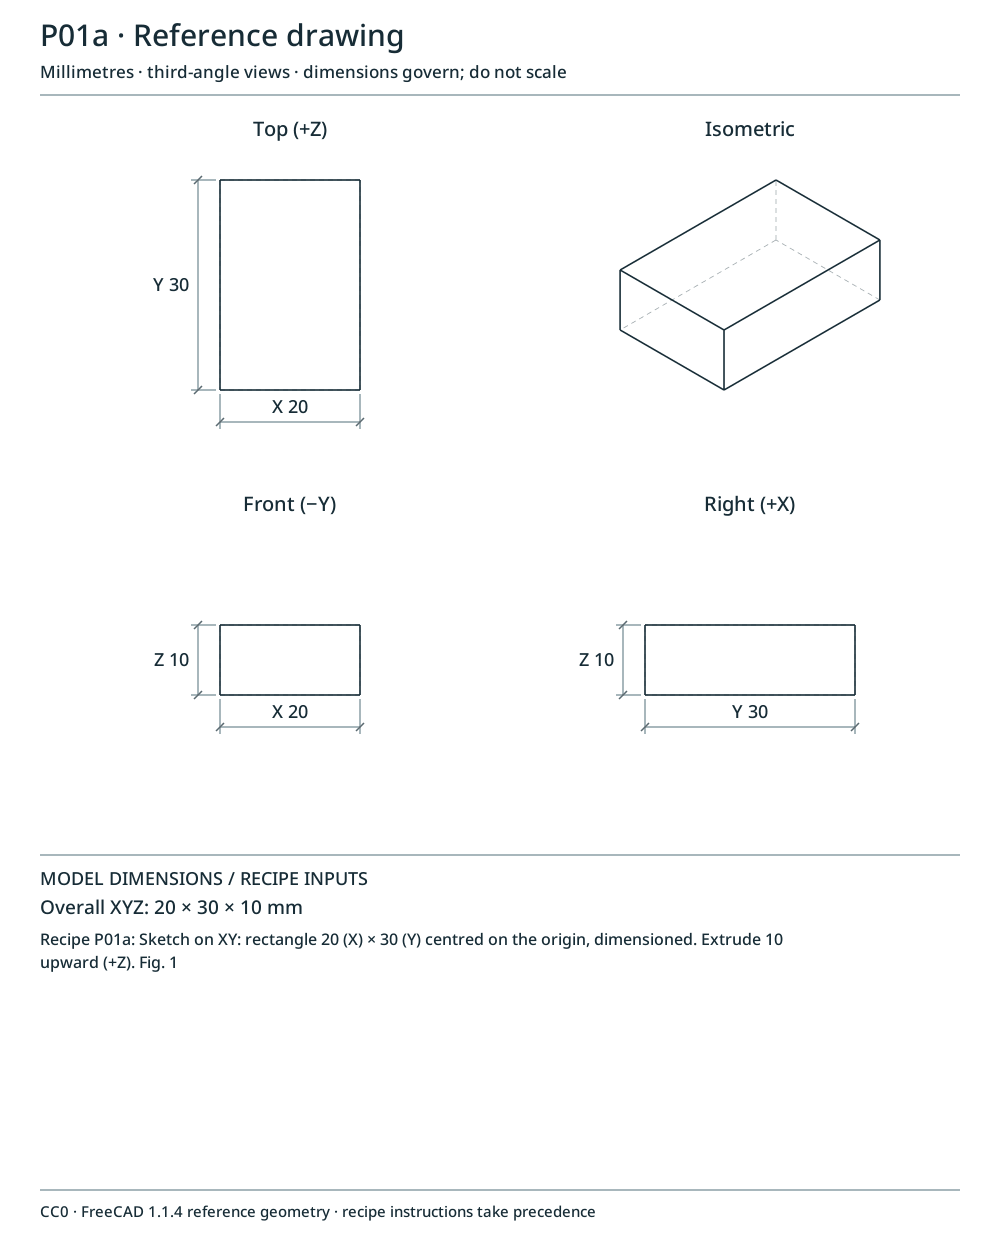 P01a · Reference drawing
Millimetres · third-angle views · dimensions govern; do not scale
Top (+Z)
Isometric
Y 30
X 20
Front (−Y)
Right (+X)
Z 10
X 20
Z 10
Y 30
MODEL DIMENSIONS / RECIPE INPUTS
Overall XYZ: 20 × 30 × 10 mm
Recipe P01a: Sketch on XY: rectangle 20 (X) × 30 (Y) centred on the origin, dimensioned. Extrude 10
upward (+Z). Fig. 1
CC0 · FreeCAD 1.1.4 reference geometry · recipe instructions take precedence